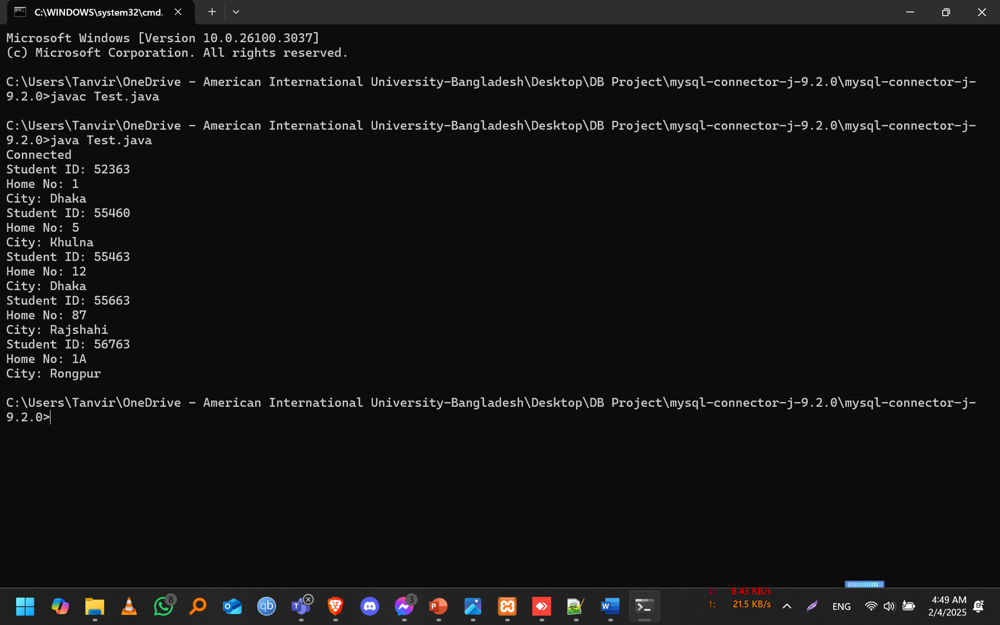 C:\WINDOWS\system32\cmd.
Microsoft Windows [Version 10.0.26100.3037]
(c) Microsoft Corporation. All rights reserved.
C:\Users\Tanvir\OneDrive - American International University-Bangladesh\Desktop\DB Project\mysql-connector-j-9.2.0\mysql-connector-j-
9.2.0>javac Test.java
C:\Users\Tanvir\OneDrive - American International University-Bangladesh\Desktop\DB Project\mysql-connector-j-9.2.0\mysql-connector-j-
9.2.0>java Test.java
Connected
Student ID: 52363
Home No: 1
City: Dhaka
Student ID: 55460
Home No: 5
City: Khulna
Student ID: 55463
Home No: 12
City: Dhaka
Student ID: 55663
Home No: 87
City: Rajshahi
Student ID: 56763
Home No: 1A
City: Rongpur
C:\Users\Tanvir\OneDrive - American International University-Bangladesh\Desktop\DB Project\mysql-connector-j-9.2.0\mysql-connector-j-
9.2.0>
8
qb
3
↓: 8.43 KB/s
↑: 21.5 KB/s
ENG
4:49 AM
2/4/2025